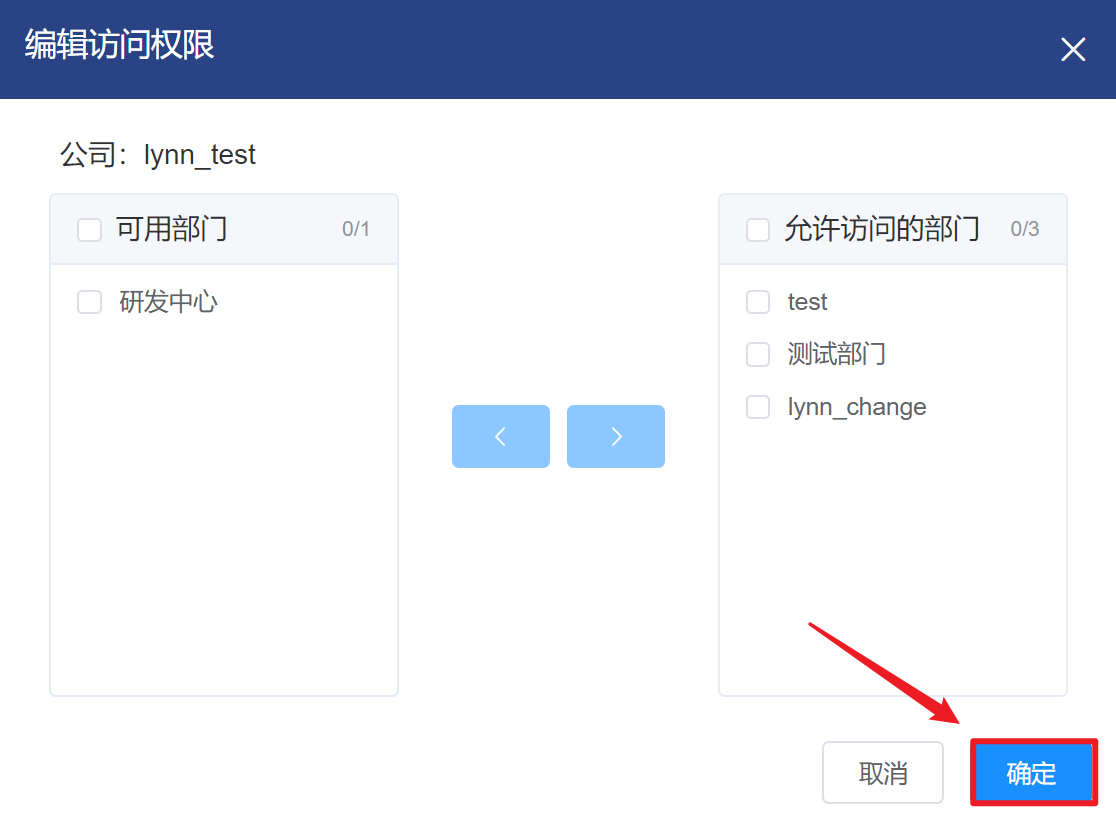 编辑访问权限
公司：lynn_test
可用部门 0/1
研发中心
允许访问的部门 0/3
test
测试部门
lynn_change
取消
确定